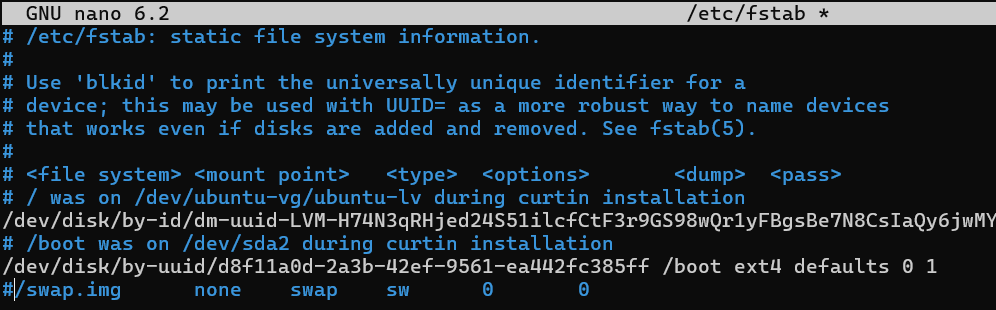 GNU nano 6.2 /etc/fstab *
# /etc/fstab: static file system information.
#
# Use 'blkid' to print the universally unique identifier for a
# device; this may be used with UUID= as a more robust way to name devices
# that works even if disks are added and removed. See fstab(5).
#
# <file system> <mount point>   <type>  <options>       <dump>  <pass>
# / was on /dev/ubuntu-vg/ubuntu-lv during curtin installation
/dev/disk/by-id/dm-uuid-LVM-H74N3qRHjed24S51ilcfCtF3r9GS98wQr1yFBgsBe7N8CsIaQy6jwMY
# /boot was on /dev/sda2 during curtin installation
/dev/disk/by-uuid/d8f11a0d-2a3b-42ef-9561-ea442fc385ff /boot ext4 defaults 0 1
#/swap.img      none    swap    sw      0       0